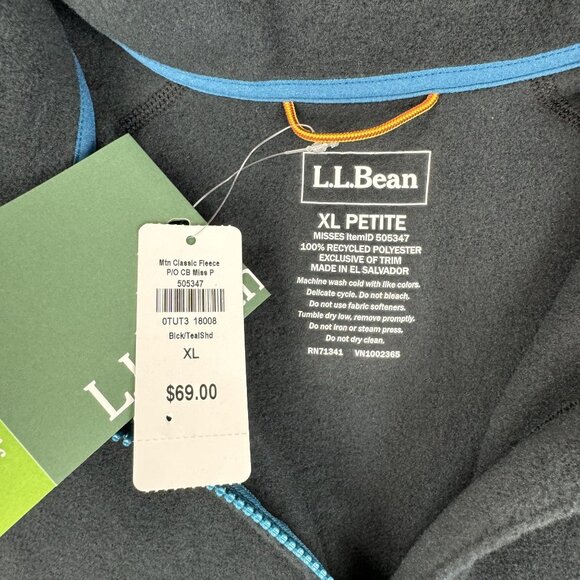 L.L.Bean
XL PETITE
MISSES ItemID 505347
100% RECYCLED POLYESTER
EXCLUSIVE OF TRIM
MADE IN EL SALVADOR
Machine wash cold with like colors.
Delicate cycle. Do not bleach.
Do not use fabric softeners.
Tumble dry low, remove promptly.
Do not iron or steam press.
Do not dry clean.
RN71341 VN1002365
Mtn Classic Fleece
P/O CB Miss P
505347
0TUT3 18008
Blck/TealShd
XL
$69.00
L.L